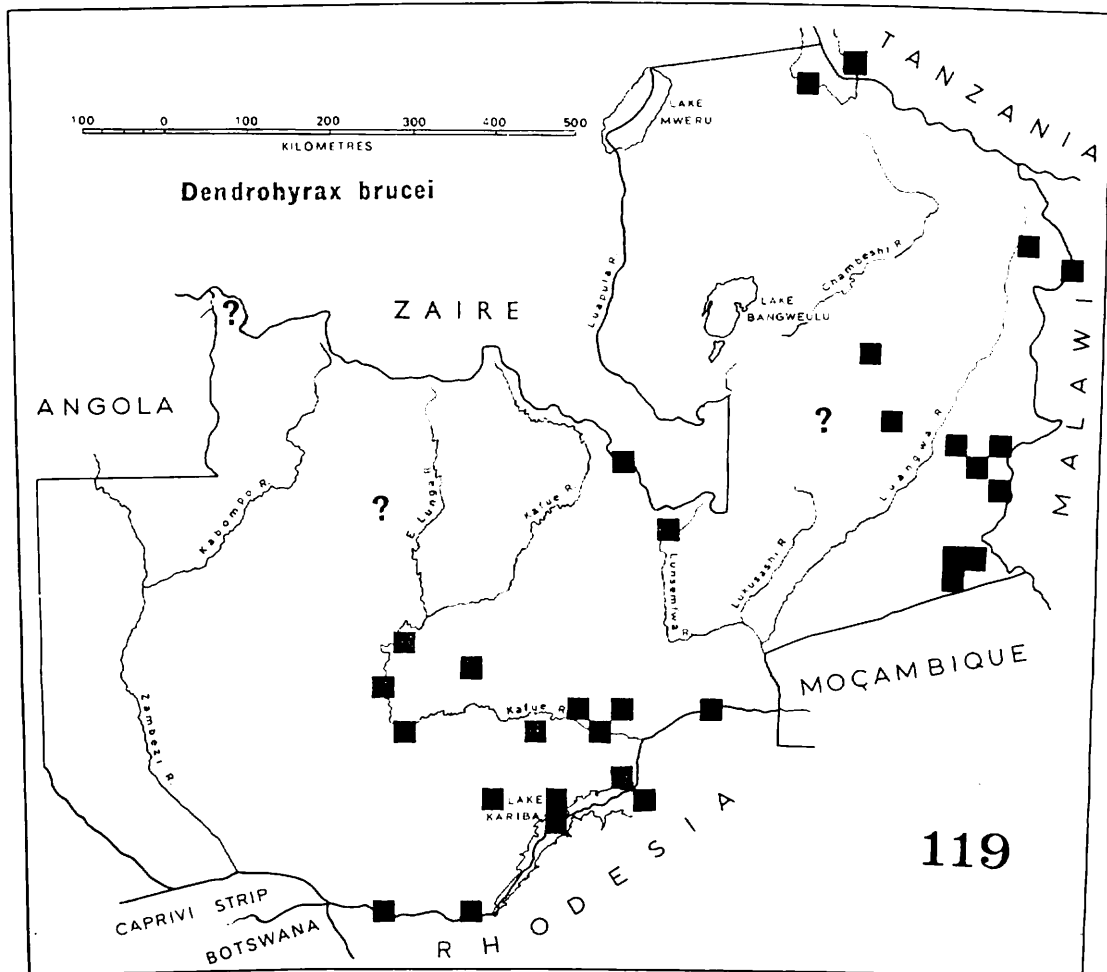 TANZANIA
LAKE
MWERU
100 0 100 200 300 400 500
KILOMETRES
Dendrohyrax brucei
Luapula R.
Chambeshi R.
LAKE
BANGWEULU
?
ZAIRE
ANGOLA
MALAWI
?
Luangwa R.
?
Kabompo R.
E. Lunga R.
Kafue R.
Lunsemfwa R.
Lukusashi R.
MOÇAMBIQUE
Zambezi R.
Kafue R.
LAKE
KARIBA
RHODESIA
119
CAPRIVI STRIP
BOTSWANA